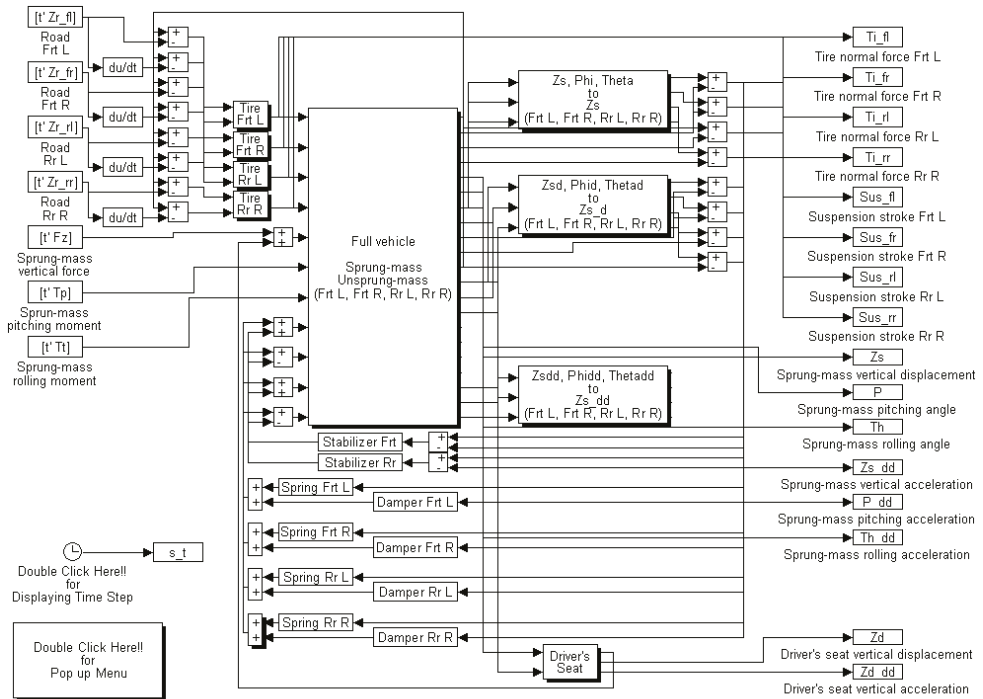 [t' Zr_fl]
Road
Frt L
[t' Zr_fr]
Road
Frt R
[t' Zr_rl]
Road
Rr L
[t' Zr_rr]
Road
Rr R
[t' Fz]
Sprung-mass
vertical force
[t' Tp]
Sprun-mass
pitching moment
[t' Tt]
Sprung-mass
rolling moment
du/dt
du/dt
du/dt
du/dt
+
-
+
-
+
-
+
-
+
-
+
-
+
-
+
-
Tire
Frt L
Tire
Frt R
Tire
Rr L
Tire
Rr R
+
+
+
+
+
-
+
+
+
-
Full vehicle
Sprung-mass
Unsprung-mass
(Frt L, Frt R, Rr L, Rr R)
Zs, Phi, Theta
to
Zs
(Frt L, Frt R, Rr L, Rr R)
Zsd, Phid, Thetad
to
Zs_d
(Frt L, Frt R, Rr L, Rr R)
Zsdd, Phidd, Thetadd
to
Zs_dd
(Frt L, Frt R, Rr L, Rr R)
+
-
+
-
+
-
+
-
+
-
+
-
+
-
+
-
Stabilizer Frt
+
-
Stabilizer Rr
+
-
+
+
Spring Frt L
Damper Frt L
+
+
Spring Frt R
Damper Frt R
+
+
Spring Rr L
Damper Rr L
+
+
Spring Rr R
Damper Rr R
Driver's
Seat
Ti_fl
Tire normal force Frt L
Ti_fr
Tire normal force Frt R
Ti_rl
Tire normal force Rr L
Ti_rr
Tire normal force Rr R
Sus_fl
Suspension stroke Frt L
Sus_fr
Suspension stroke Frt R
Sus_rl
Suspension stroke Rr L
Sus_rr
Suspension stroke Rr R
Zs
Sprung-mass vertical displacement
P
Sprung-mass pitching angle
Th
Sprung-mass rolling angle
Zs_dd
Sprung-mass vertical acceleration
P_dd
Sprung-mass pitching acceleration
Th_dd
Sprung-mass rolling acceleration
Zd
Driver's seat vertical displacement
Zd_dd
Driver's seat vertical acceleration
s_t
Double Click Here!!
for
Displaying Time Step
Double Click Here!!
for
Pop up Menu